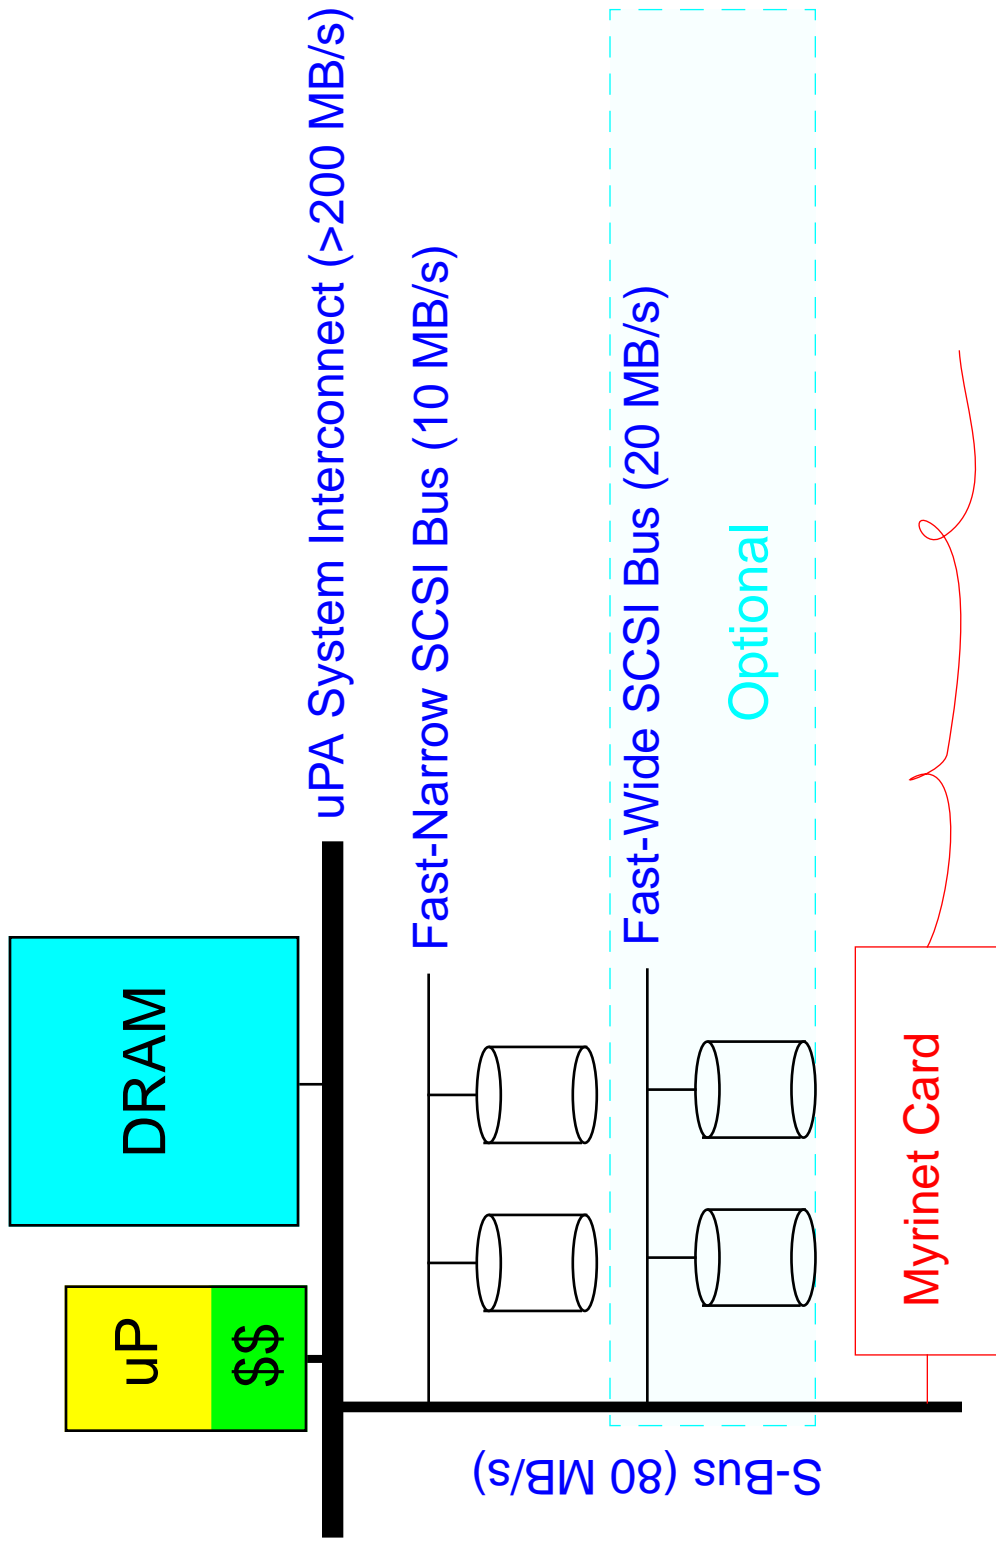 uP
$$
DRAM
uPA System Interconnect (>200 MB/s)
Fast-Narrow SCSI Bus (10 MB/s)
Fast-Wide SCSI Bus (20 MB/s)
Optional
S-Bus (80 MB/s)
Myrinet Card